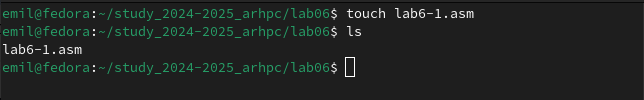 emil@fedora:~/study_2024-2025_arhpc/lab06$ touch lab6-1.asm
emil@fedora:~/study_2024-2025_arhpc/lab06$ ls
lab6-1.asm
emil@fedora:~/study_2024-2025_arhpc/lab06$